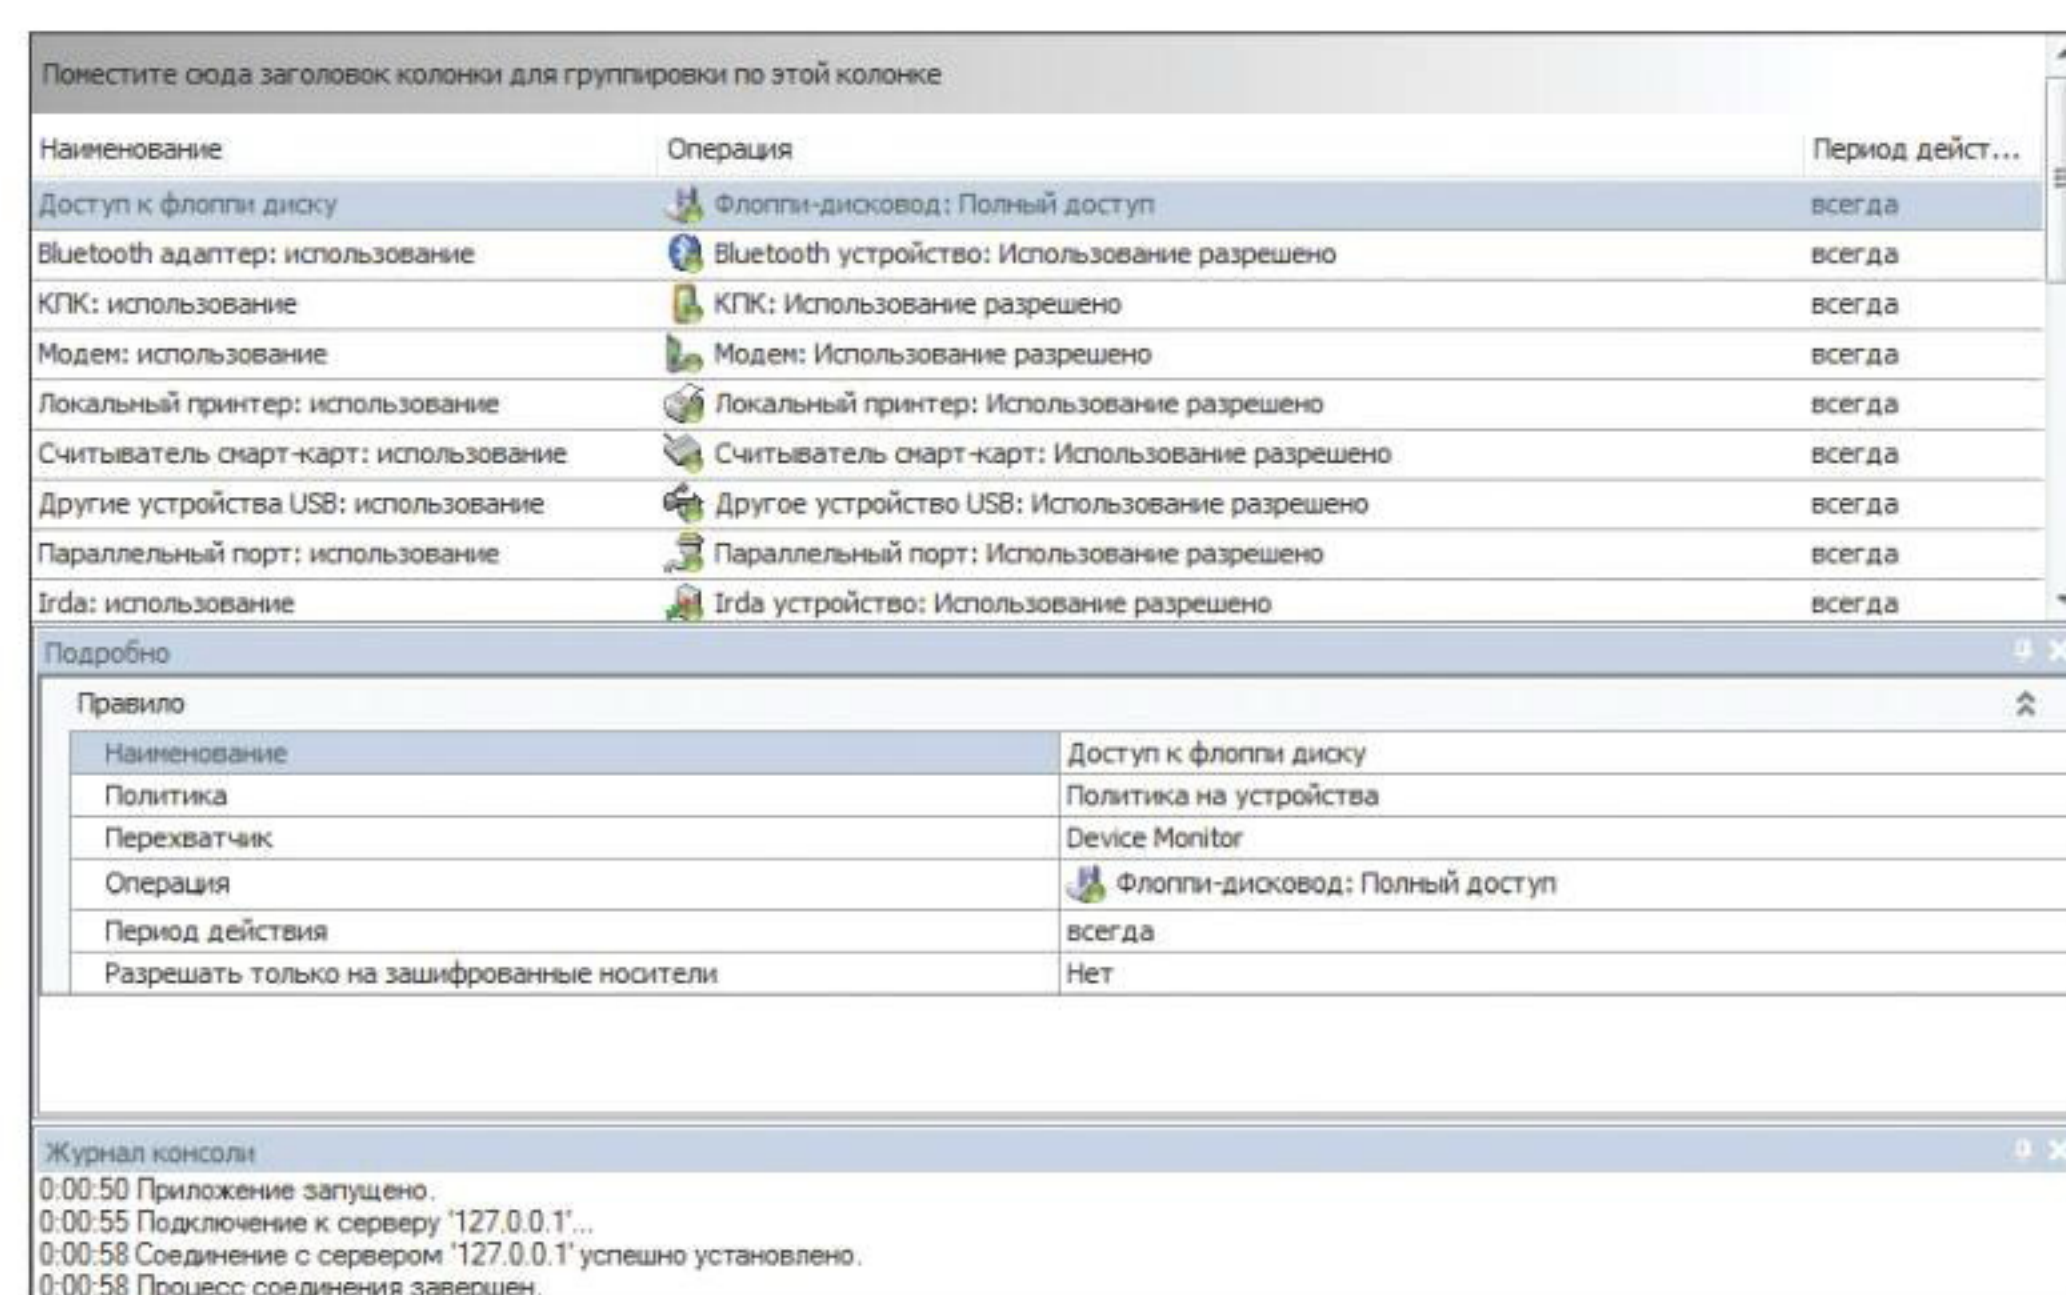 Поместите сюда заголовок колонки для группировки по этой колонке
Наименование Операция Период дейст...
Доступ к флоппи диску Флоппи-дисковод: Полный доступ всегда
Bluetooth адаптер: использование Bluetooth устройство: Использование разрешено всегда
КПК: использование КПК: Использование разрешено всегда
Модем: использование Модем: Использование разрешено всегда
Локальный принтер: использование Локальный принтер: Использование разрешено всегда
Считыватель смарт-карт: использование Считыватель смарт-карт: Использование разрешено всегда
Другие устройства USB: использование Другое устройство USB: Использование разрешено всегда
Параллельный порт: использование Параллельный порт: Использование разрешено всегда
Irda: использование Irda устройство: Использование разрешено всегда
Подробно
Правило
Наименование Доступ к флоппи диску
Политика Политика на устройства
Перехватчик Device Monitor
Операция Флоппи-дисковод: Полный доступ
Период действия всегда
Разрешать только на зашифрованные носители Нет
Журнал консоли
0:00:50 Приложение запущено.
0:00:55 Подключение к серверу '127.0.0.1'...
0:00:58 Соединение с сервером '127.0.0.1' успешно установлено.
0:00:58 Процесс соединения завершен.